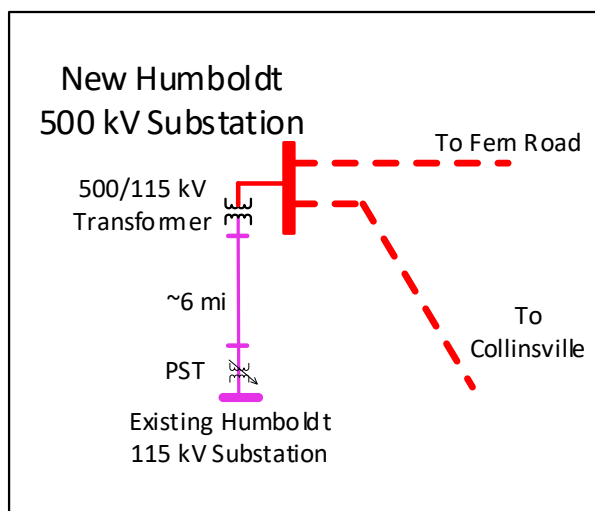 New Humboldt
500 kV Substation
To Fern Road
500/115 kV
Transformer
~6 mi
To
Collinsville
PST
Existing Humboldt
115 kV Substation